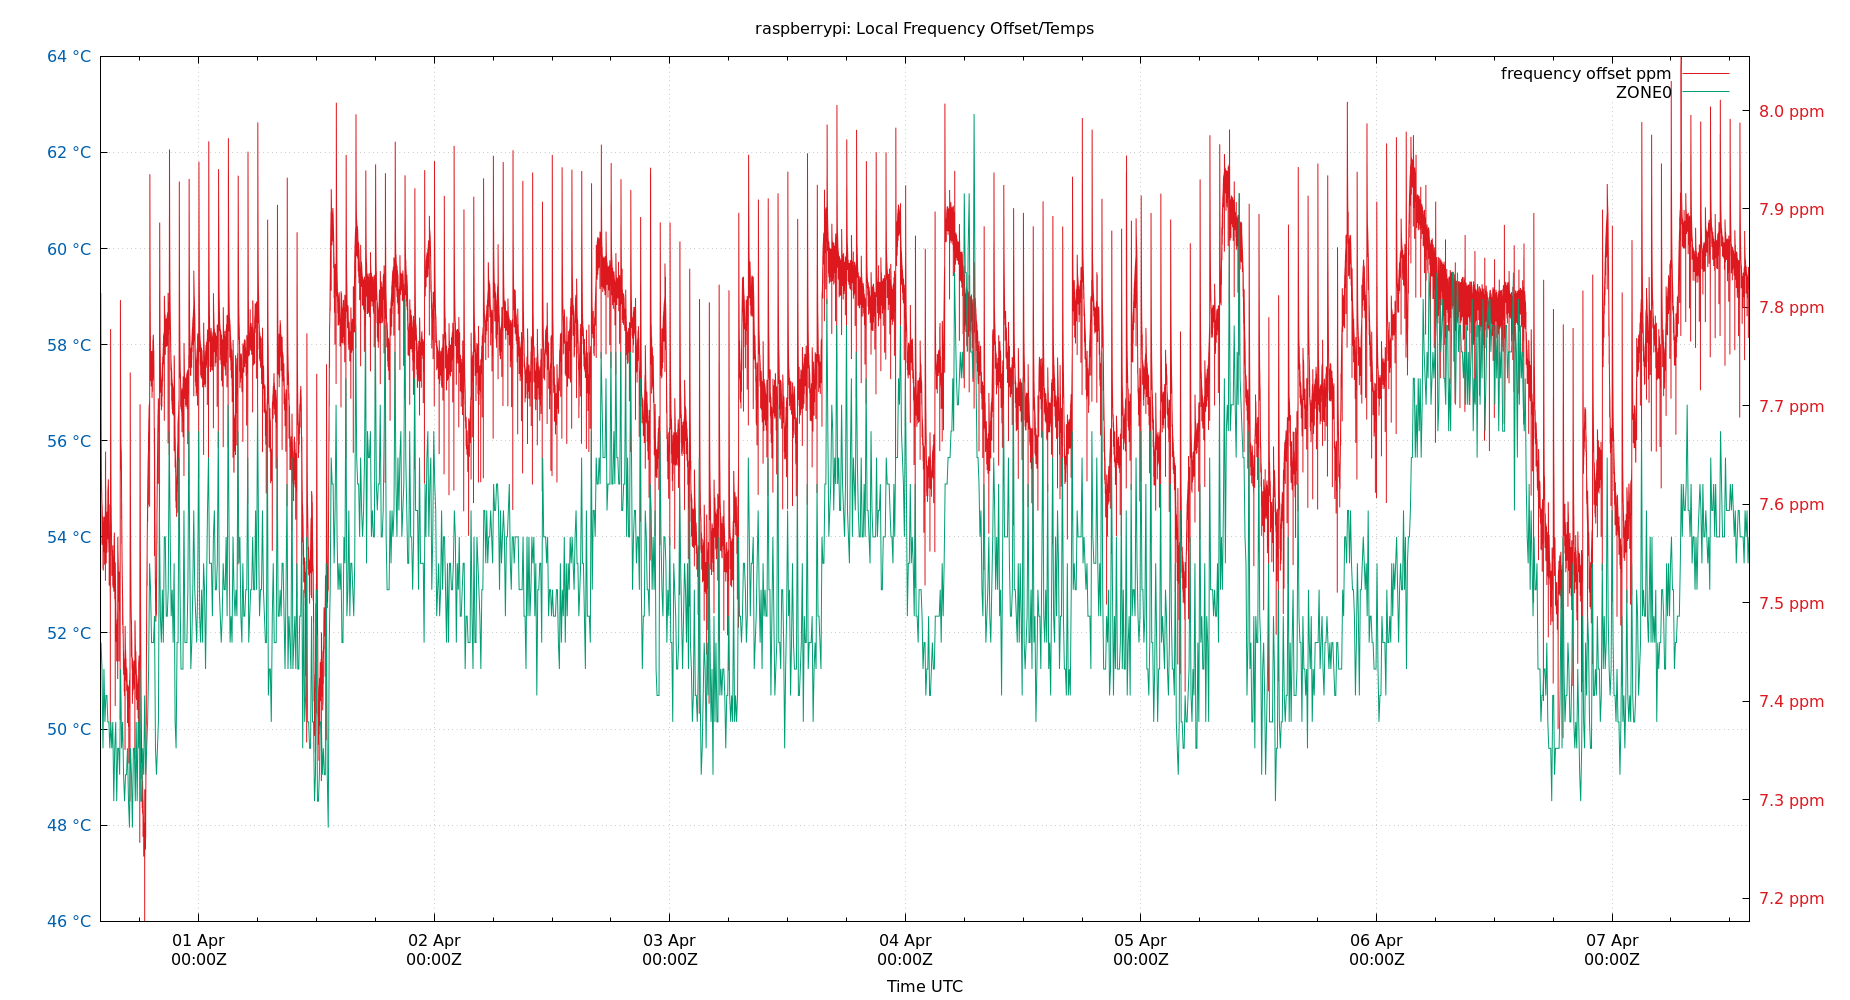 raspberrypi: Local Frequency Offset/Temps
frequency offset ppm
ZONE0
64 °C
62 °C
60 °C
58 °C
56 °C
54 °C
52 °C
50 °C
48 °C
46 °C
8.0 ppm
7.9 ppm
7.8 ppm
7.7 ppm
7.6 ppm
7.5 ppm
7.4 ppm
7.3 ppm
7.2 ppm
01 Apr
00:00Z
02 Apr
00:00Z
03 Apr
00:00Z
04 Apr
00:00Z
05 Apr
00:00Z
06 Apr
00:00Z
07 Apr
00:00Z
Time UTC